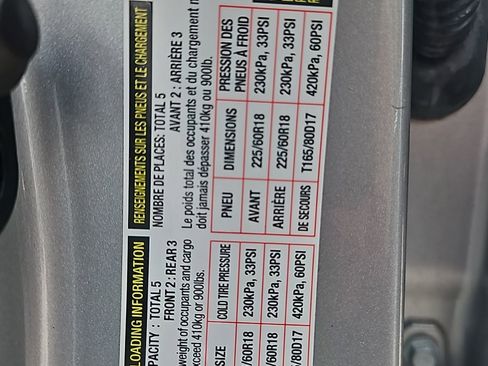 LOADING INFORMATION
PACITY : TOTAL 5
FRONT 2 : REAR 3
weight of occupants and cargo
exceed 410kg or 900lbs.
SIZE COLD TIRE PRESSURE
/60R18 230kPa, 33PSI
/60R18 230kPa, 33PSI
/80D17 420kPa, 60PSI
RENSEIGNEMENTS SUR LES PNEUS ET LE CHARGEMENT
NOMBRE DE PLACES: TOTAL 5
AVANT 2 : ARRIÈRE 3
Le poids total des occupants et du chargement n
doit jamais dépasser 410kg ou 900lb.
PNEU DIMENSIONS PRESSION DES
PNEUS À FROID
AVANT 225/60R18 230kPa, 33PSI
ARRIÈRE 225/60R18 230kPa, 33PSI
DE SECOURS T165/80D17 420kPa, 60PSI